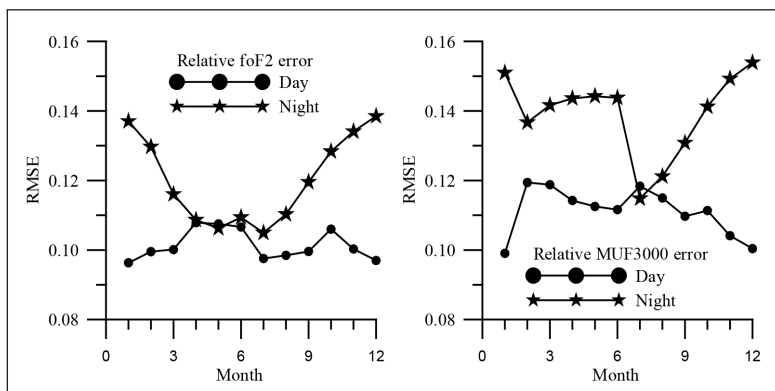 0.16
0.14
0.12
0.10
0.08
RMSE
Relative foF2 error
Day
Night
0
3
6
9
12
Month
0.16
0.14
0.12
0.10
0.08
RMSE
Relative MUF3000 error
Day
Night
0
3
6
9
12
Month